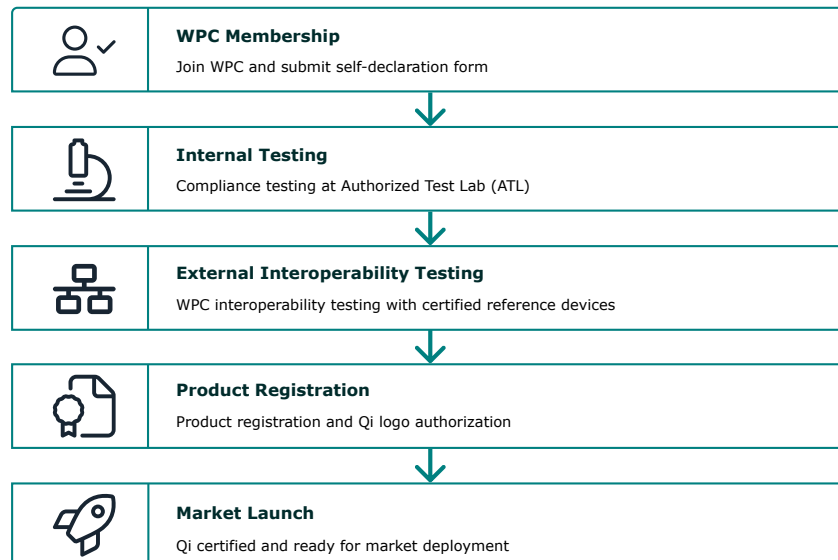 WPC Membership
Join WPC and submit self-declaration form
Internal Testing
Compliance testing at Authorized Test Lab (ATL)
External Interoperability Testing
WPC interoperability testing with certified reference devices
Product Registration
Product registration and Qi logo authorization
Market Launch
Qi certified and ready for market deployment